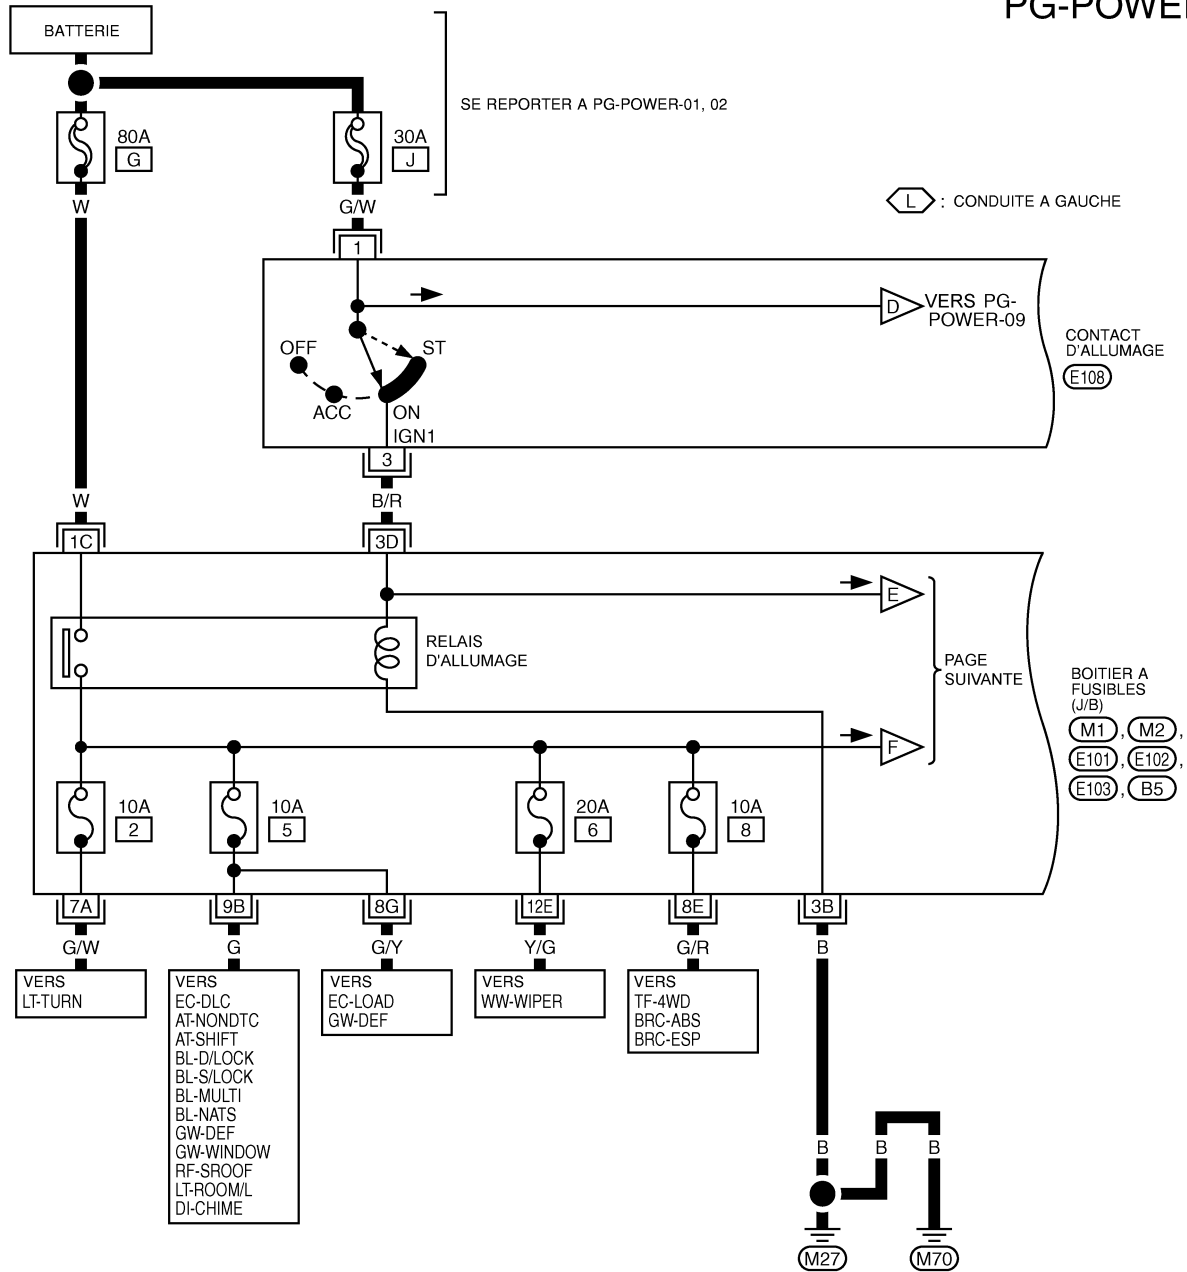 PG-POWER
BATTERIE
SE REPORTER A PG-POWER-01, 02
80A
G
30A
J
W
G/W
L : CONDUITE A GAUCHE
1
D
VERS PG-
POWER-09
OFF
ST
ACC
ON
IGN1
CONTACT
D'ALLUMAGE
E108
3
W
B/R
1C
3D
E
RELAIS
D'ALLUMAGE
PAGE
SUIVANTE
F
BOITIER A
FUSIBLES
(J/B)
M1 , M2 ,
E101 , E102 ,
E103 , B5
10A
2
10A
5
20A
6
10A
8
7A
9B
8G
12E
8E
3B
G/W
G
G/Y
Y/G
G/R
B
VERS
LT-TURN
VERS
EC-DLC
AT-NONDTC
AT-SHIFT
BL-D/LOCK
BL-S/LOCK
BL-MULTI
BL-NATS
GW-DEF
GW-WINDOW
RF-SROOF
LT-ROOM/L
DI-CHIME
VERS
EC-LOAD
GW-DEF
VERS
WW-WIPER
VERS
TF-4WD
BRC-ABS
BRC-ESP
B
B
B
M27
M70